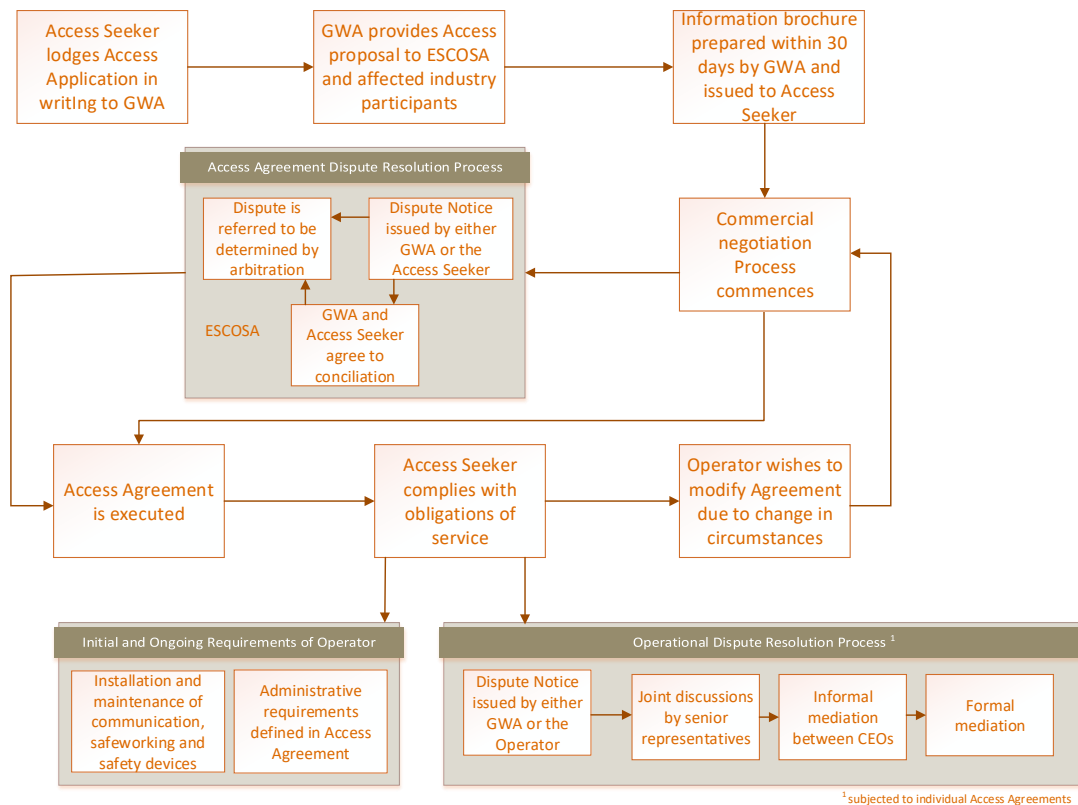 Access Seeker
lodges Access
Application in
writIng to GWA
GWA provides Access
proposal to ESCOSA
and affected industry
participants
Information brochure
prepared within 30
days by GWA and
issued to Access
Seeker
Access Agreement Dispute Resolution Process
Dispute is
referred to be
determined by
arbitration
Dispute Notice
issued by either
GWA or the
Access Seeker
ESCOSA
GWA and
Access Seeker
agree to
conciliation
Commercial
negotiation
Process
commences
Access Agreement
is executed
Access Seeker
complies with
obligations of
service
Operator wishes to
modify Agreement
due to change in
circumstances
Initial and Ongoing Requirements of Operator
Installation and
maintenance of
communication,
safeworking and
safety devices
Administrative
requirements
defined in Access
Agreement
Operational Dispute Resolution Process 1
Dispute Notice
issued by either
GWA or the
Operator
Joint discussions
by senior
representatives
Informal
mediation
between CEOs
Formal
mediation
1 subjected to individual Access Agreements